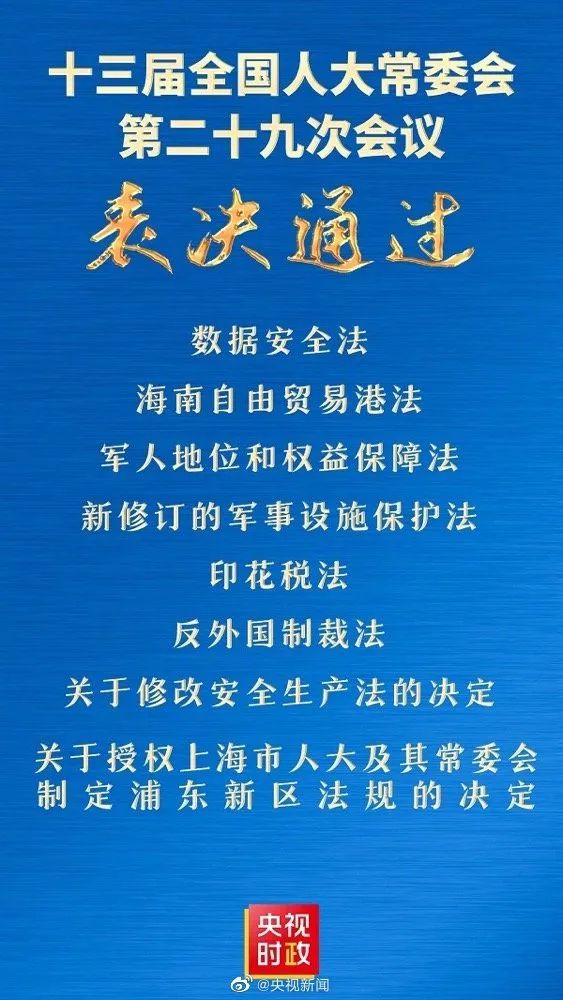 十三届全国人大常委会
第二十九次会议
表决通过
数据安全法
海南自由贸易港法
军人地位和权益保障法
新修订的军事设施保护法
印花税法
反外国制裁法
关于修改安全生产法的决定
关于授权上海市人大及其常委会
制定浦东新区法规的决定
央视
时政
@央视新闻